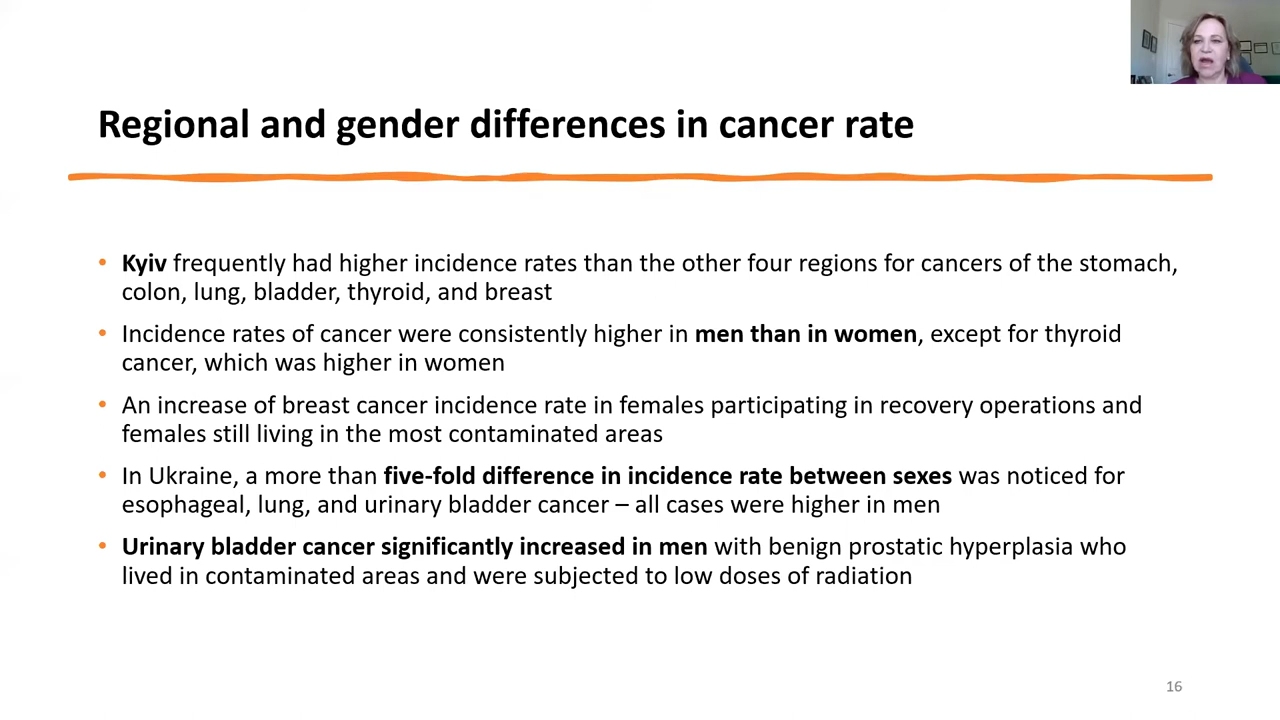 Regional and gender differences in cancer rate
• Kyiv frequently had higher incidence rates than the other four regions for cancers of the stomach,
colon, lung, bladder, thyroid, and breast
• Incidence rates of cancer were consistently higher in men than in women, except for thyroid
cancer, which was higher in women
• An increase of breast cancer incidence rate in females participating in recovery operations and
females still living in the most contaminated areas
• In Ukraine, a more than five-fold difference in incidence rate between sexes was noticed for
esophageal, lung, and urinary bladder cancer – all cases were higher in men
• Urinary bladder cancer significantly increased in men with benign prostatic hyperplasia who
lived in contaminated areas and were subjected to low doses of radiation
16